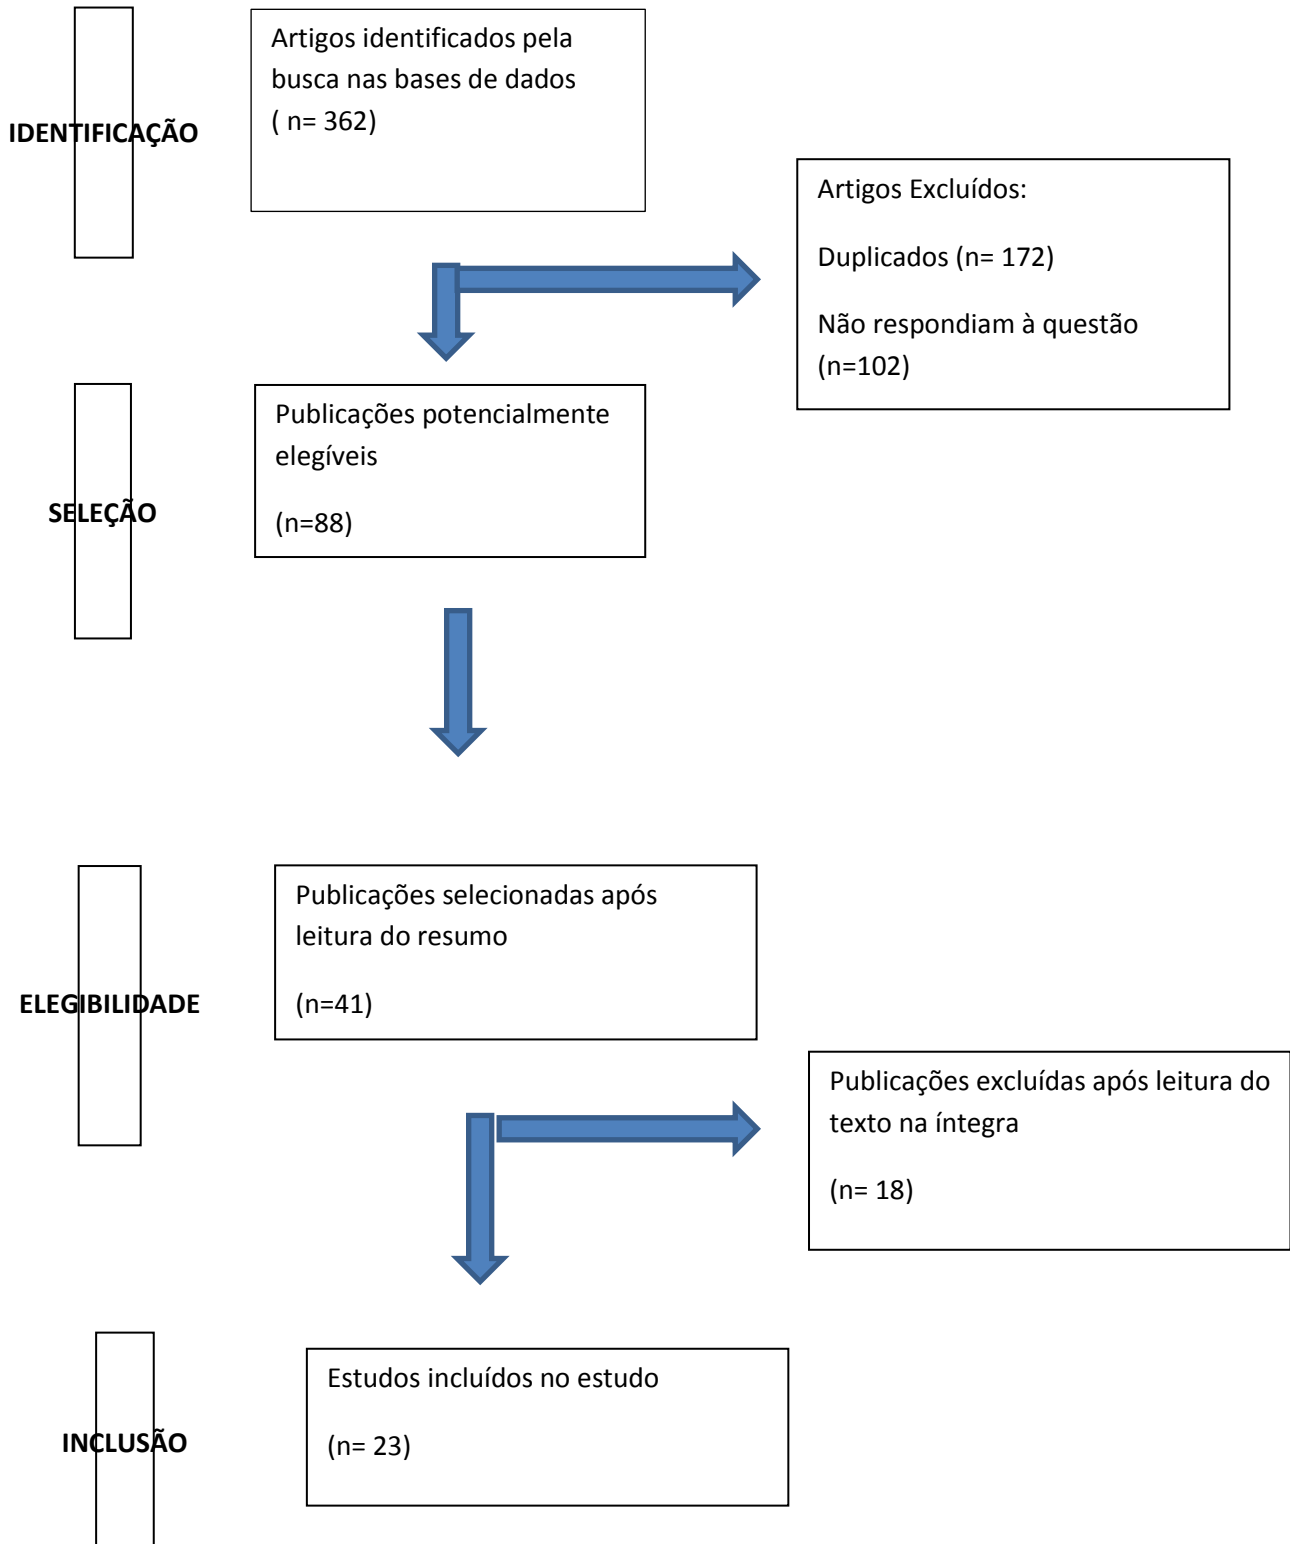 Artigos identificados pela
busca nas bases de dados
( n= 362)
IDENTIFICAÇÃO
Artigos Excluídos:
Duplicados (n= 172)
Não respondiam à questão
(n=102)
Publicações potencialmente
elegíveis
(n=88)
SELEÇÃO
Publicações selecionadas após
leitura do resumo
(n=41)
ELEGIBILIDADE
Publicações excluídas após leitura do
texto na íntegra
(n= 18)
Estudos incluídos no estudo
(n= 23)
INCLUSÃO